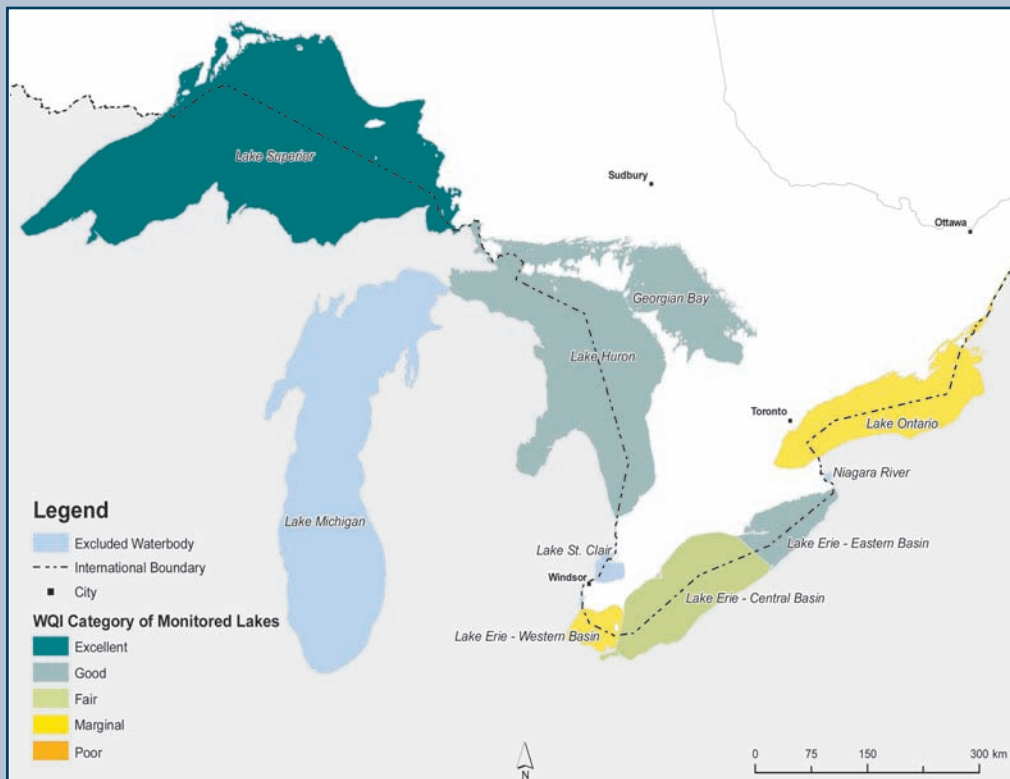 Lake Superior
Sudbury
Ottawa
Georgian Bay
Lake Huron
Toronto
Lake Ontario
Niagara River
Lake Michigan
Lake St. Clair
Lake Erie - Eastern Basin
Windsor
Lake Erie - Central Basin
Lake Erie - Western Basin
Legend
Excluded Waterbody
International Boundary
City
WQI Category of Monitored Lakes
Excellent
Good
Fair
Marginal
Poor
N
0 75 150 300 km